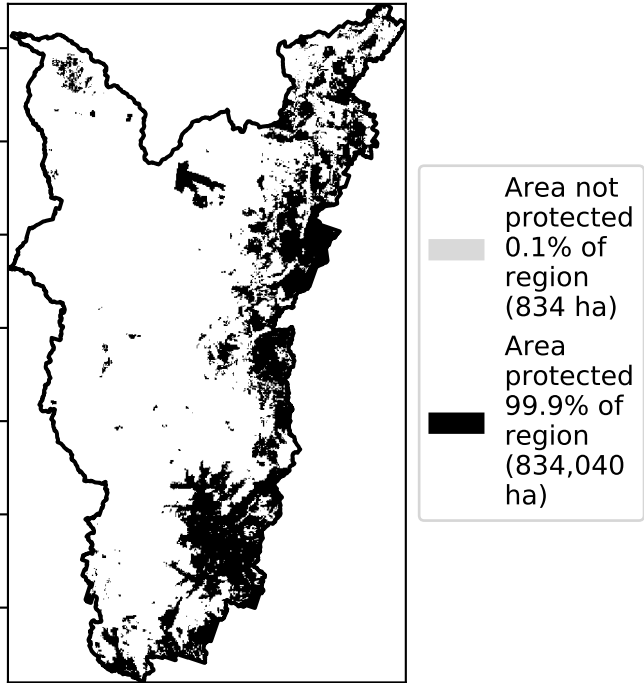 Area not
protected
0.1% of
region
(834 ha)
Area
protected
99.9% of
region
(834,040
ha)